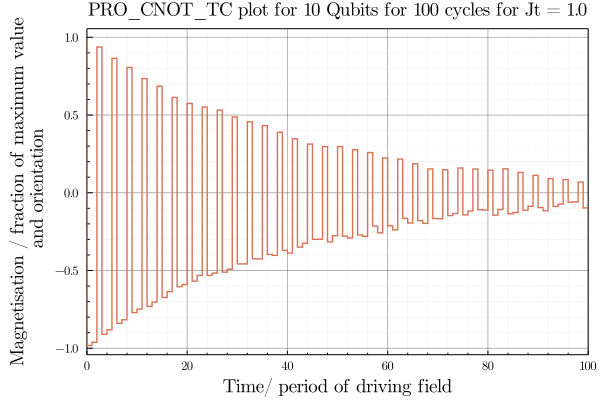 PRO_CNOT_TC plot for 10 Qubits for 100 cycles for Jt = 1.0
Magnetisation / fraction of maximum value
and orientation
1.0
0.5
0.0
−0.5
−1.0
0 20 40 60 80 100
Time/ period of driving field